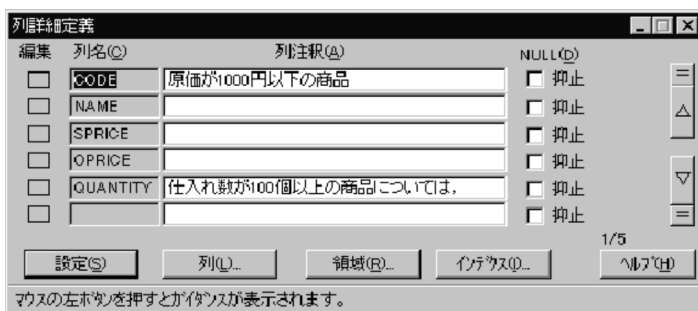 列詳細定義
編集 列名(C) 列注釈(A) NULL(D)
CODE 原価が1000円以下の商品 抑止
NAME 抑止
SPRICE 抑止
OPRICE 抑止
QUANTITY 仕入れ数が100個以上の商品については, 抑止
抑止
1/5
設定(S) 列(L)... 領域(R)... インデクス(I)... ヘルプ(H)
マウスの左ボタンを押すとガイダンスが表示されます。